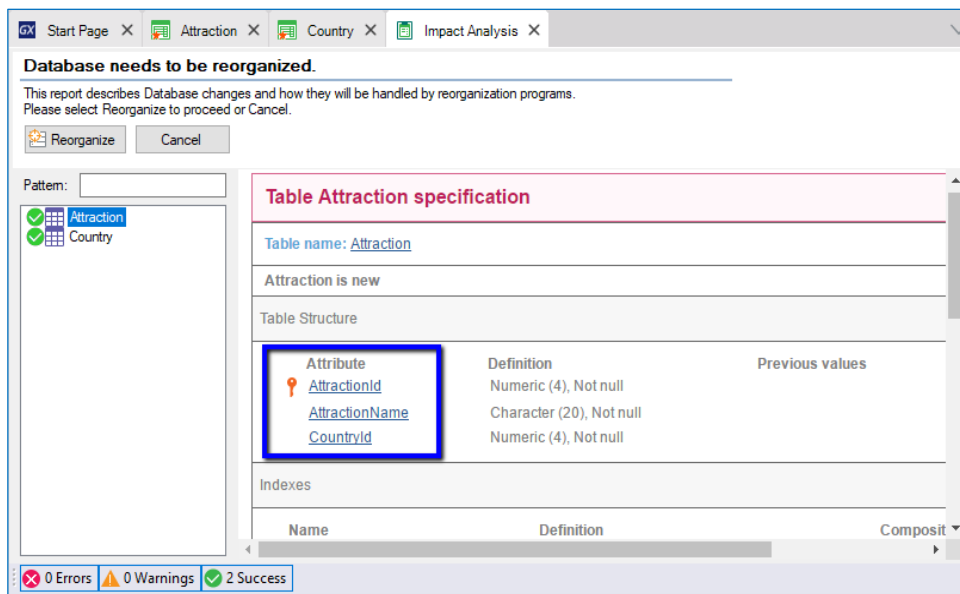 GX Start Page Attraction Country Impact Analysis
Database needs to be reorganized.
This report describes Database changes and how they will be handled by reorganization programs.
Please select Reorganize to proceed or Cancel.
Reorganize Cancel
Pattern:
Attraction
Country
Table Attraction specification
Table name: Attraction
Attraction is new
Table Structure
Attribute Definition Previous values
AttractionId Numeric (4), Not null
AttractionName Character (20), Not null
CountryId Numeric (4), Not null
Indexes
Name Definition Composit
0 Errors 0 Warnings 2 Success